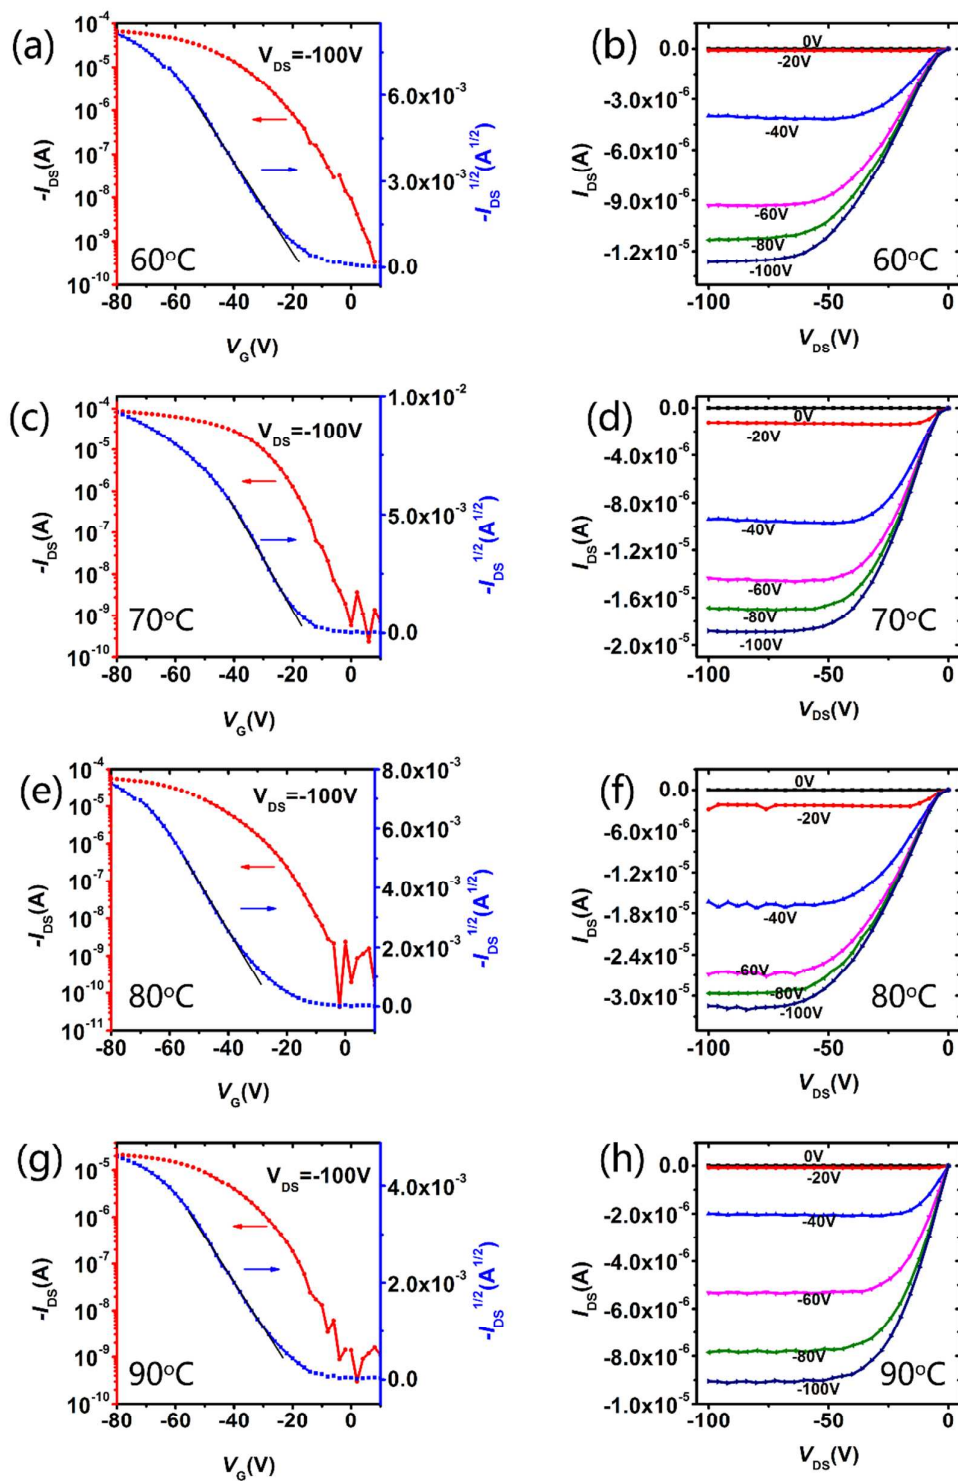 (a)
V_DS=-100V
10^-4
10^-5
10^-6
10^-7
10^-8
10^-9
10^-10
-I_DS(A)
6.0x10^-3
3.0x10^-3
0.0
-I_DS^1/2(A^1/2)
60°C
-80 -60 -40 -20 0
V_G(V)
(b)
0.0
-3.0x10^-6
-6.0x10^-6
-9.0x10^-6
-1.2x10^-5
I_DS(A)
0V
-20V
-40V
-60V
-80V
-100V
60°C
-100 -50 0
V_DS(V)
(c)
V_DS=-100V
10^-4
10^-5
10^-6
10^-7
10^-8
10^-9
10^-10
-I_DS(A)
1.0x10^-2
5.0x10^-3
0.0
-I_DS^1/2(A^1/2)
70°C
-80 -60 -40 -20 0
V_G(V)
(d)
0.0
-4.0x10^-6
-8.0x10^-6
-1.2x10^-5
-1.6x10^-5
-2.0x10^-5
I_DS(A)
0V
-20V
-40V
-60V
-80V
-100V
70°C
-100 -50 0
V_DS(V)
(e)
V_DS=-100V
10^-4
10^-5
10^-6
10^-7
10^-8
10^-9
10^-10
10^-11
-I_DS(A)
8.0x10^-3
6.0x10^-3
4.0x10^-3
2.0x10^-3
0.0
-I_DS^1/2(A^1/2)
80°C
-80 -60 -40 -20 0
V_G(V)
(f)
0.0
-6.0x10^-6
-1.2x10^-5
-1.8x10^-5
-2.4x10^-5
-3.0x10^-5
I_DS(A)
0V
-20V
-40V
-60V
-80V
-100V
80°C
-100 -50 0
V_DS(V)
(g)
V_DS=-100V
10^-5
10^-6
10^-7
10^-8
10^-9
10^-10
-I_DS(A)
4.0x10^-3
2.0x10^-3
0.0
-I_DS^1/2(A^1/2)
90°C
-80 -60 -40 -20 0
V_G(V)
(h)
0.0
-2.0x10^-6
-4.0x10^-6
-6.0x10^-6
-8.0x10^-6
-1.0x10^-5
I_DS(A)
0V
-20V
-40V
-60V
-80V
-100V
90°C
-100 -50 0
V_DS(V)